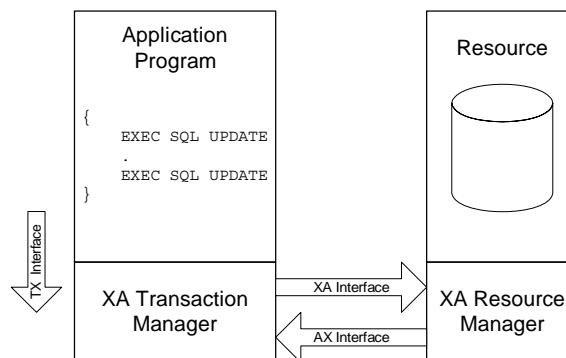 Application
Program
{
EXEC SQL UPDATE
.
EXEC SQL UPDATE
}
TX Interface
XA Transaction
Manager
XA Interface
AX Interface
Resource
XA Resource
Manager